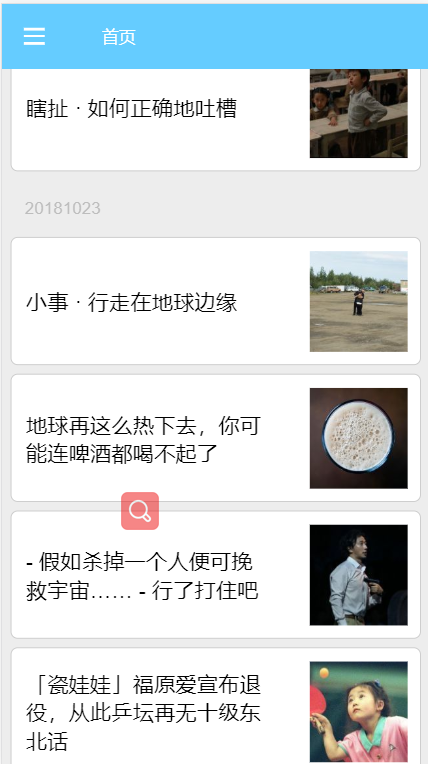 首页
瞎扯 · 如何正确地吐槽
20181023
小事 · 行走在地球边缘
地球再这么热下去，你可
能连啤酒都喝不起了
- 假如杀掉一个人便可挽
救宇宙…… - 行了打住吧
「瓷娃娃」福原爱宣布退
役，从此乒坛再无十级东
北话